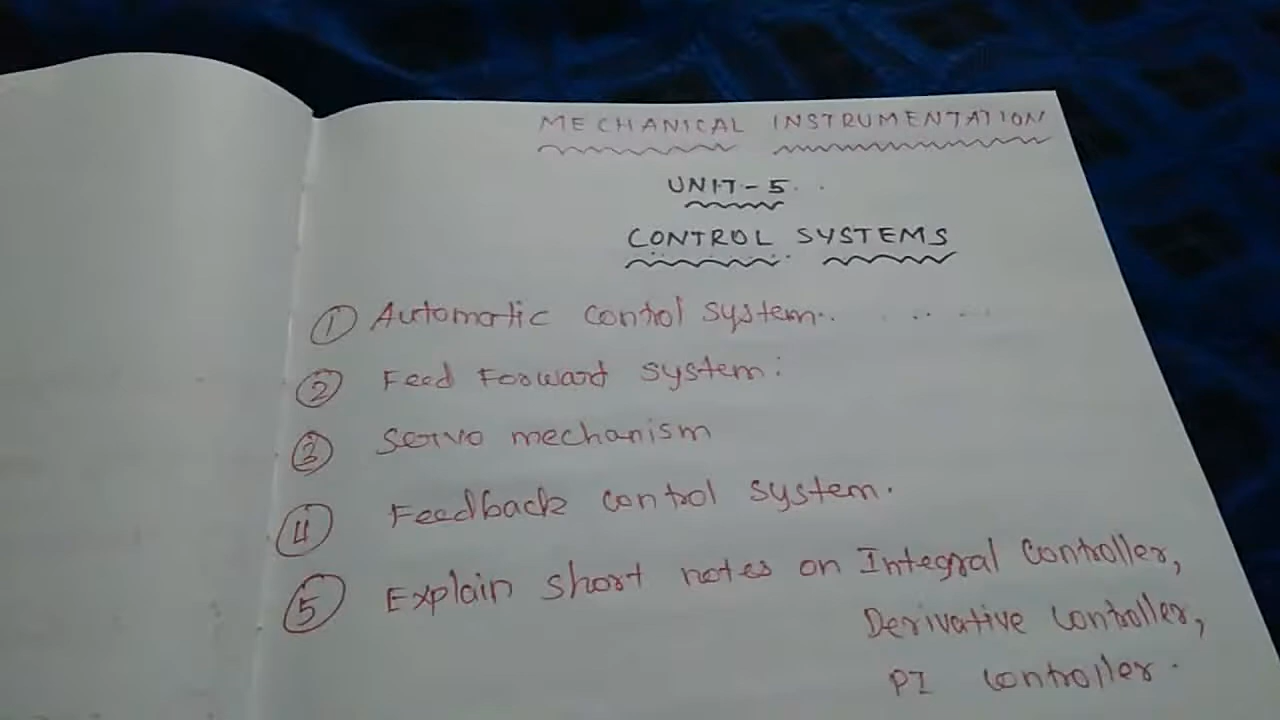 MECHANICAL INSTRUMENTATION
UNIT-5
CONTROL SYSTEMS
① Automatic control system.
② Feed Forward system:
③ servo mechanism
④ Feedback control system.
⑤ Explain short notes on Integral Controller,
Derivative Controller,
PI Controller.